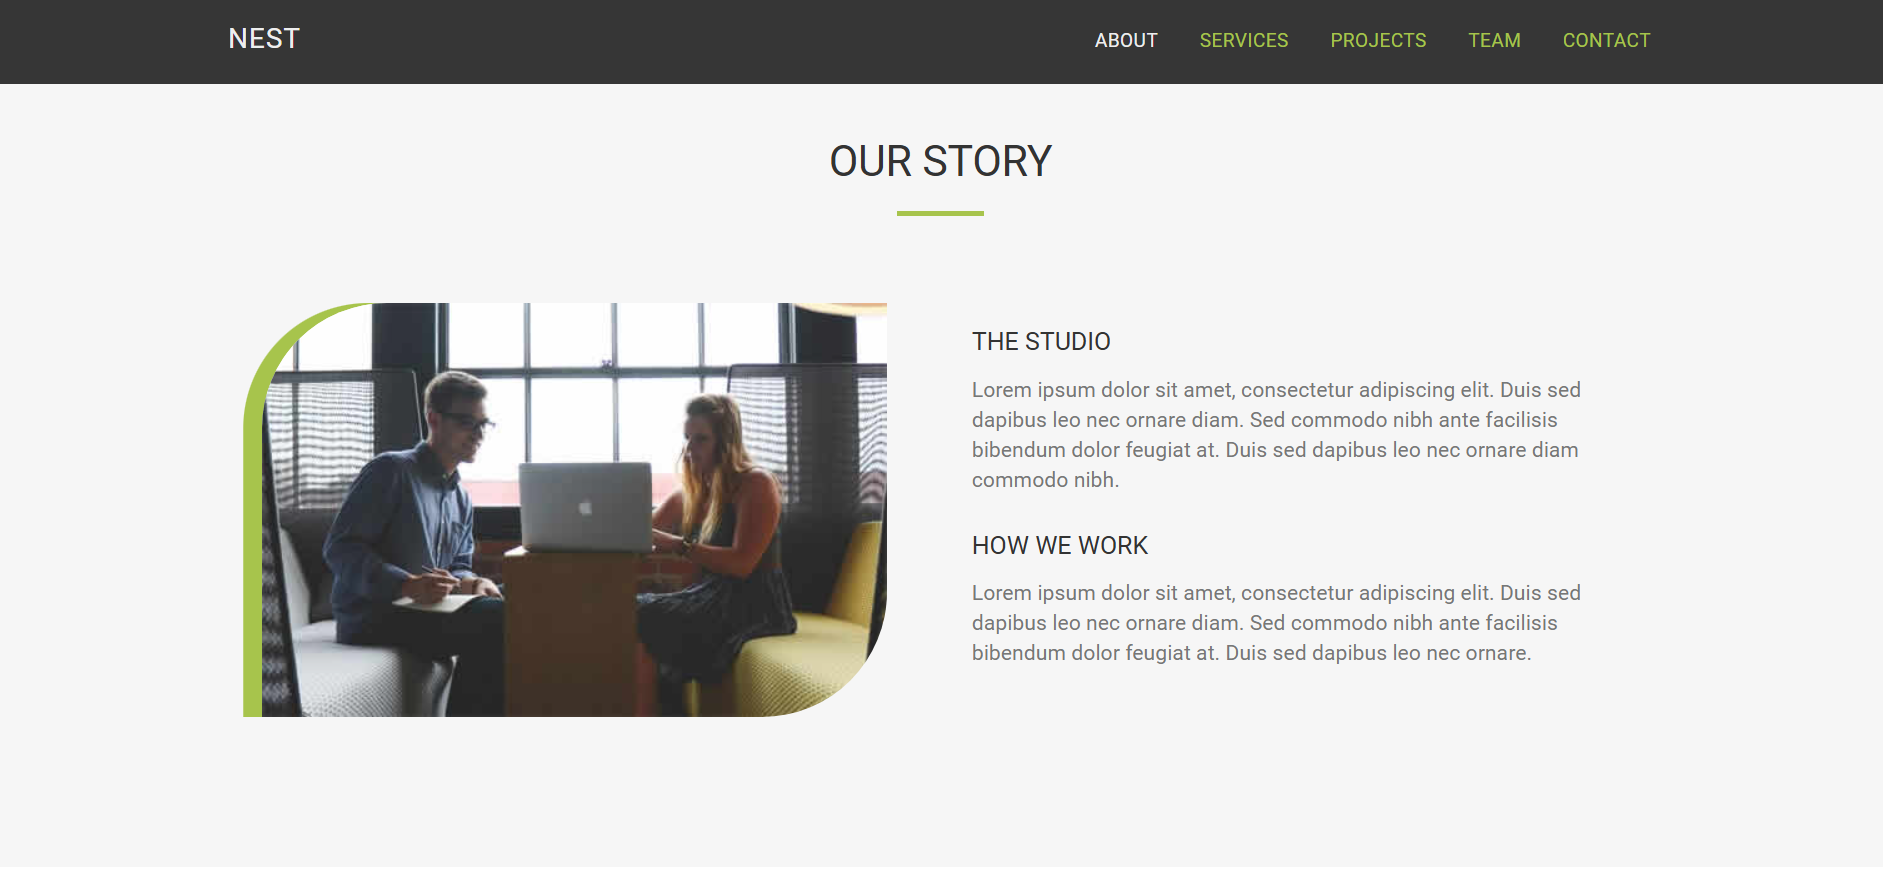 NEST
ABOUT SERVICES PROJECTS TEAM CONTACT
OUR STORY
THE STUDIO
Lorem ipsum dolor sit amet, consectetur adipiscing elit. Duis sed
dapibus leo nec ornare diam. Sed commodo nibh ante facilisis
bibendum dolor feugiat at. Duis sed dapibus leo nec ornare diam
commodo nibh.
HOW WE WORK
Lorem ipsum dolor sit amet, consectetur adipiscing elit. Duis sed
dapibus leo nec ornare diam. Sed commodo nibh ante facilisis
bibendum dolor feugiat at. Duis sed dapibus leo nec ornare.